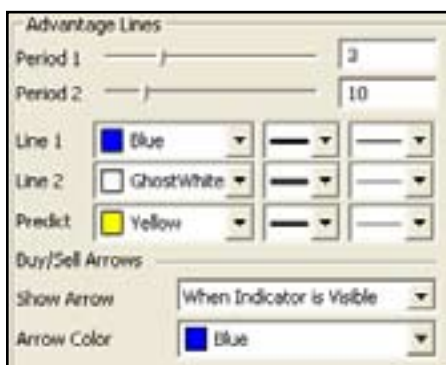 Advantage Lines
Period 1 3
Period 2 10
Line 1 Blue
Line 2 GhostWhite
Predict Yellow
Buy/Sell Arrows
Show Arrow When Indicator is Visible
Arrow Color Blue